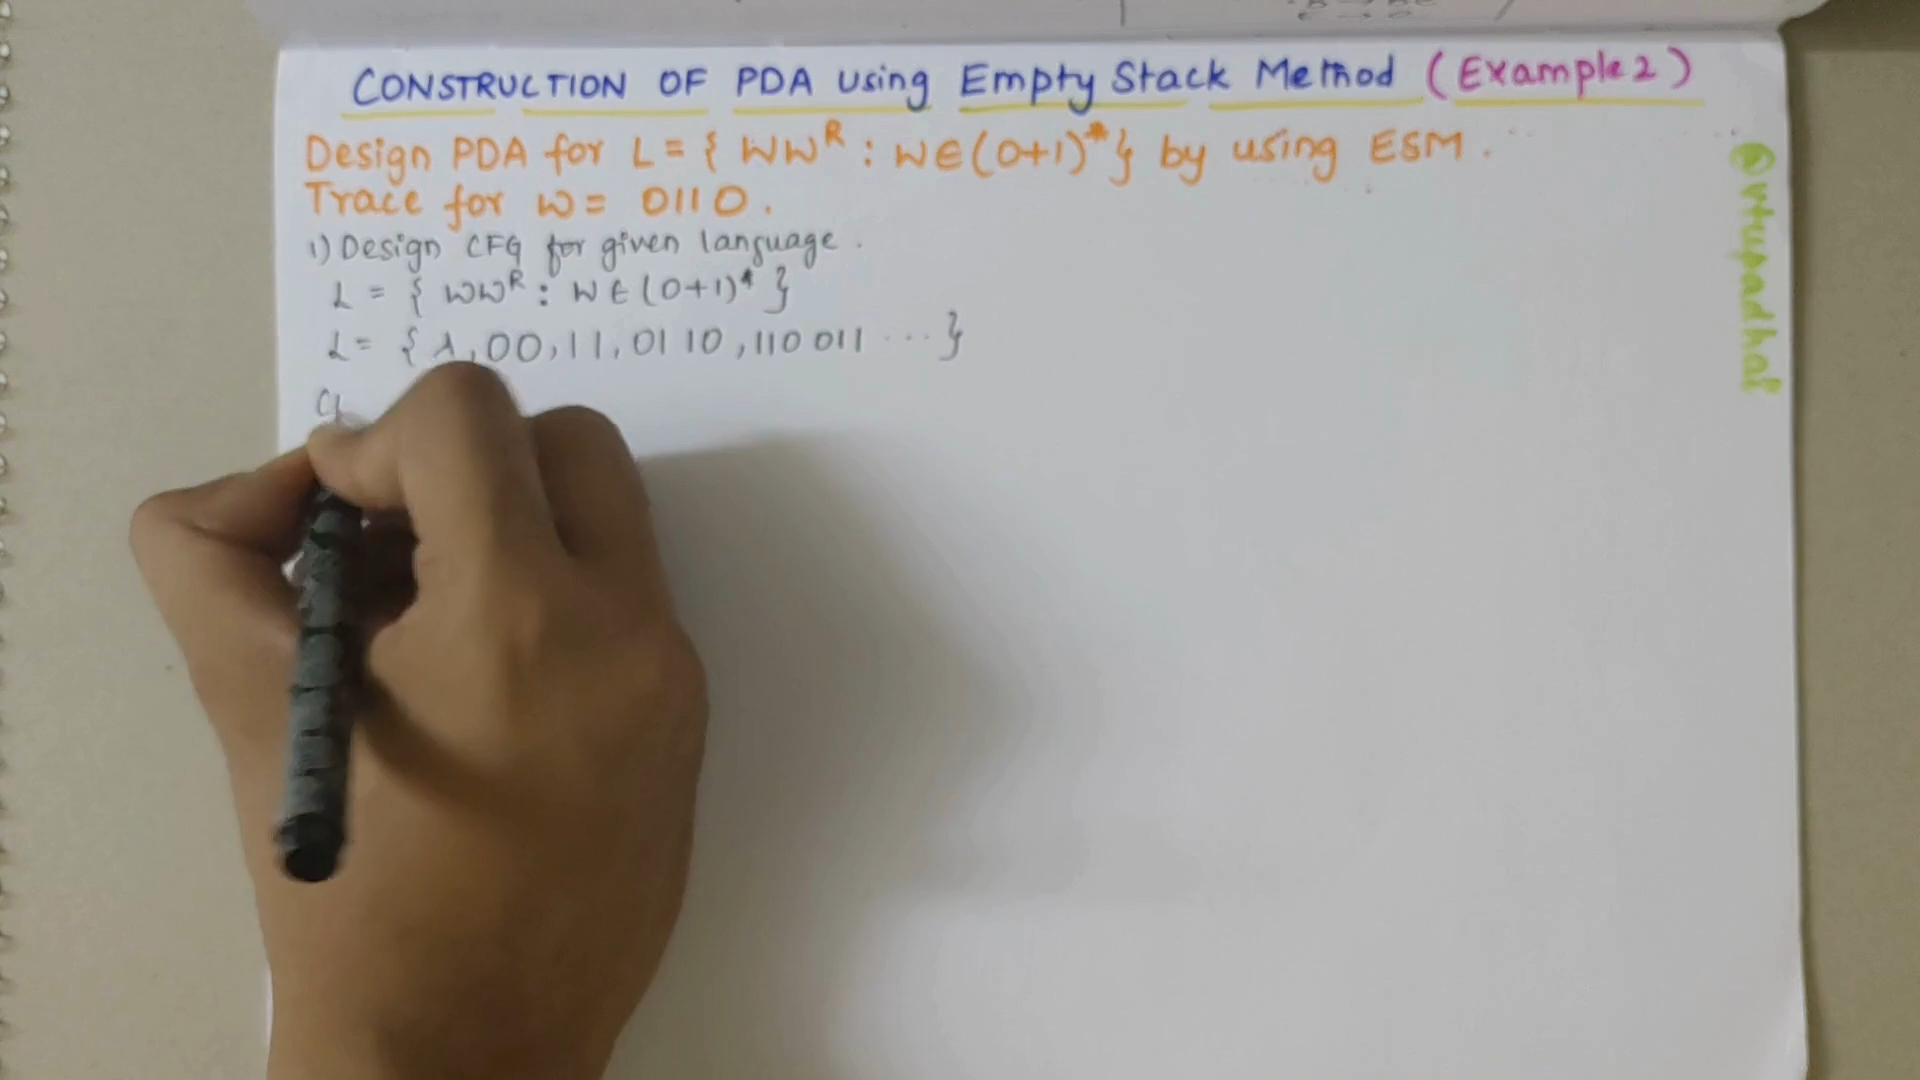 CONSTRUCTION OF PDA using Empty Stack Method (Example 2)
Design PDA for L = { WW^R : W∈(0+1)^* } by using ESM.
Trace for w = 0110.
1) Design CFG for given language.
L = { WW^R : W ∈ (0+1)^* }
L = { λ, 00, 11, 0110, 110011 ... }
@vtupadhai